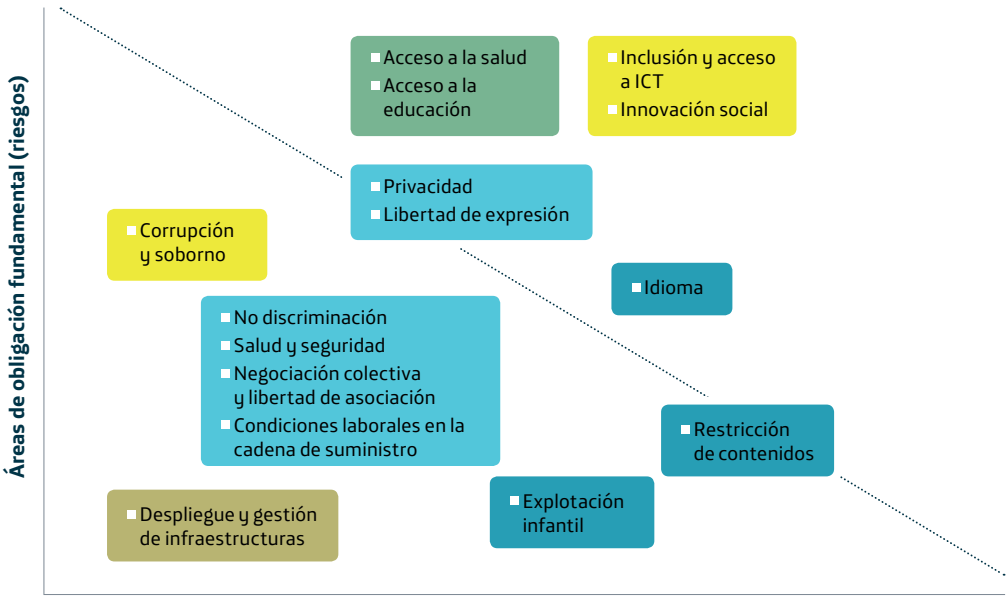 Áreas de obligación fundamental (riesgos)
Acceso a la salud
Acceso a la
educación
Inclusión y acceso
a ICT
Innovación social
Privacidad
Libertad de expresión
Corrupción
y soborno
Idioma
No discriminación
Salud y seguridad
Negociación colectiva
y libertad de asociación
Condiciones laborales en la
cadena de suministro
Restricción
de contenidos
Despliegue y gestión
de infraestructuras
Explotación
infantil